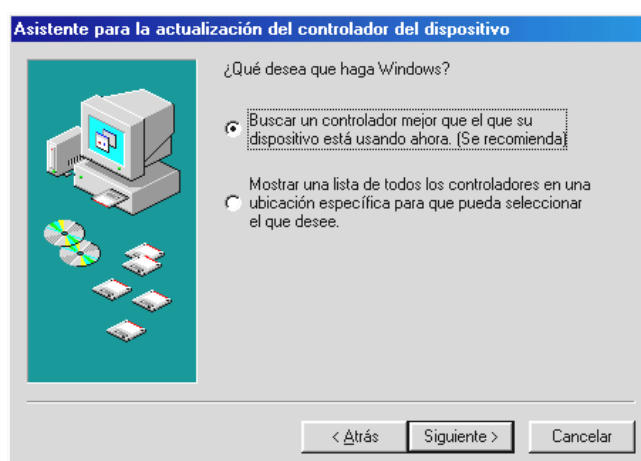 Asistente para la actualización del controlador del dispositivo
¿Qué desea que haga Windows?
Buscar un controlador mejor que el que su
dispositivo está usando ahora. (Se recomienda)
Mostrar una lista de todos los controladores en una
ubicación específica para que pueda seleccionar
el que desee.
< Atrás
Siguiente >
Cancelar